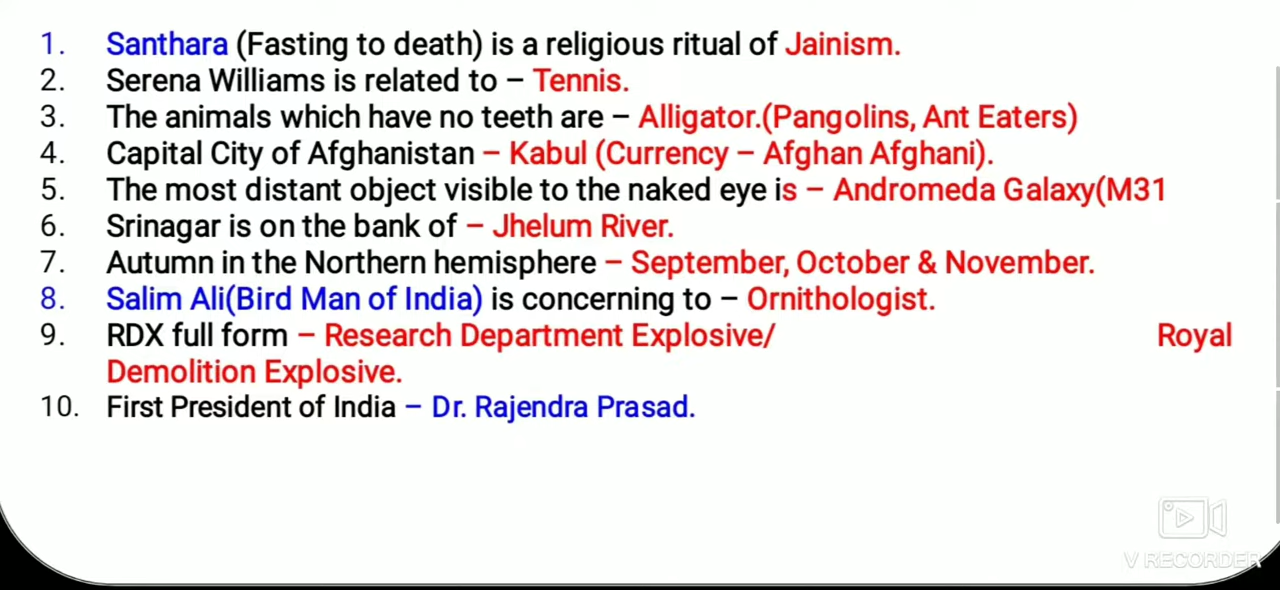 1. Santhara (Fasting to death) is a religious ritual of Jainism.
2. Serena Williams is related to – Tennis.
3. The animals which have no teeth are – Alligator.(Pangolins, Ant Eaters)
4. Capital City of Afghanistan – Kabul (Currency – Afghan Afghani).
5. The most distant object visible to the naked eye is – Andromeda Galaxy(M31
6. Srinagar is on the bank of – Jhelum River.
7. Autumn in the Northern hemisphere – September, October & November.
8. Salim Ali(Bird Man of India) is concerning to – Ornithologist.
9. RDX full form – Research Department Explosive/ Royal
Demolition Explosive.
10. First President of India – Dr. Rajendra Prasad.
V RECORDER